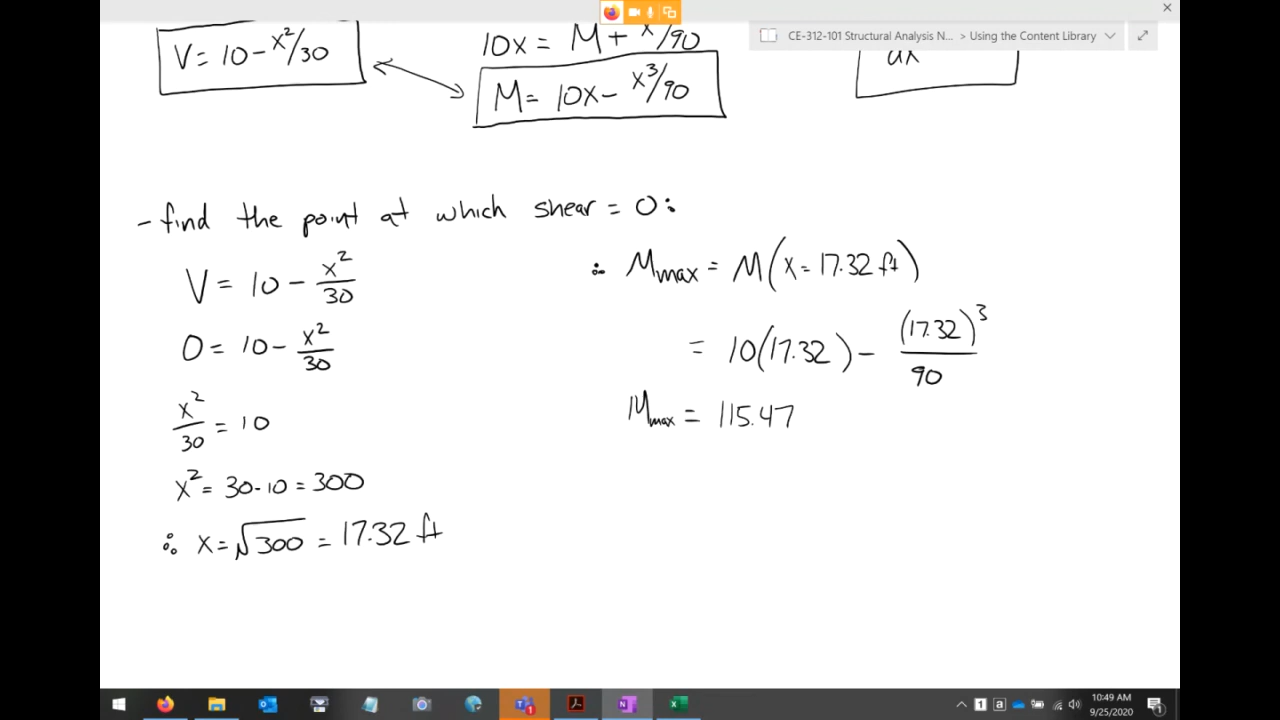 CE-312-101 Structural Analysis N... > Using the Content Library
V = 10 - x²/30
10x = M + x³/90
M = 10x - x³/90
dx
- find the point at which shear = 0:
V = 10 - x²/30
0 = 10 - x²/30
x²/30 = 10
x² = 30·10 = 300
∴ x = √300 = 17.32 ft
∴ Mmax = M(x = 17.32 ft)
= 10(17.32) - (17.32)³/90
Mmax = 115.47
10:49 AM
9/25/2020